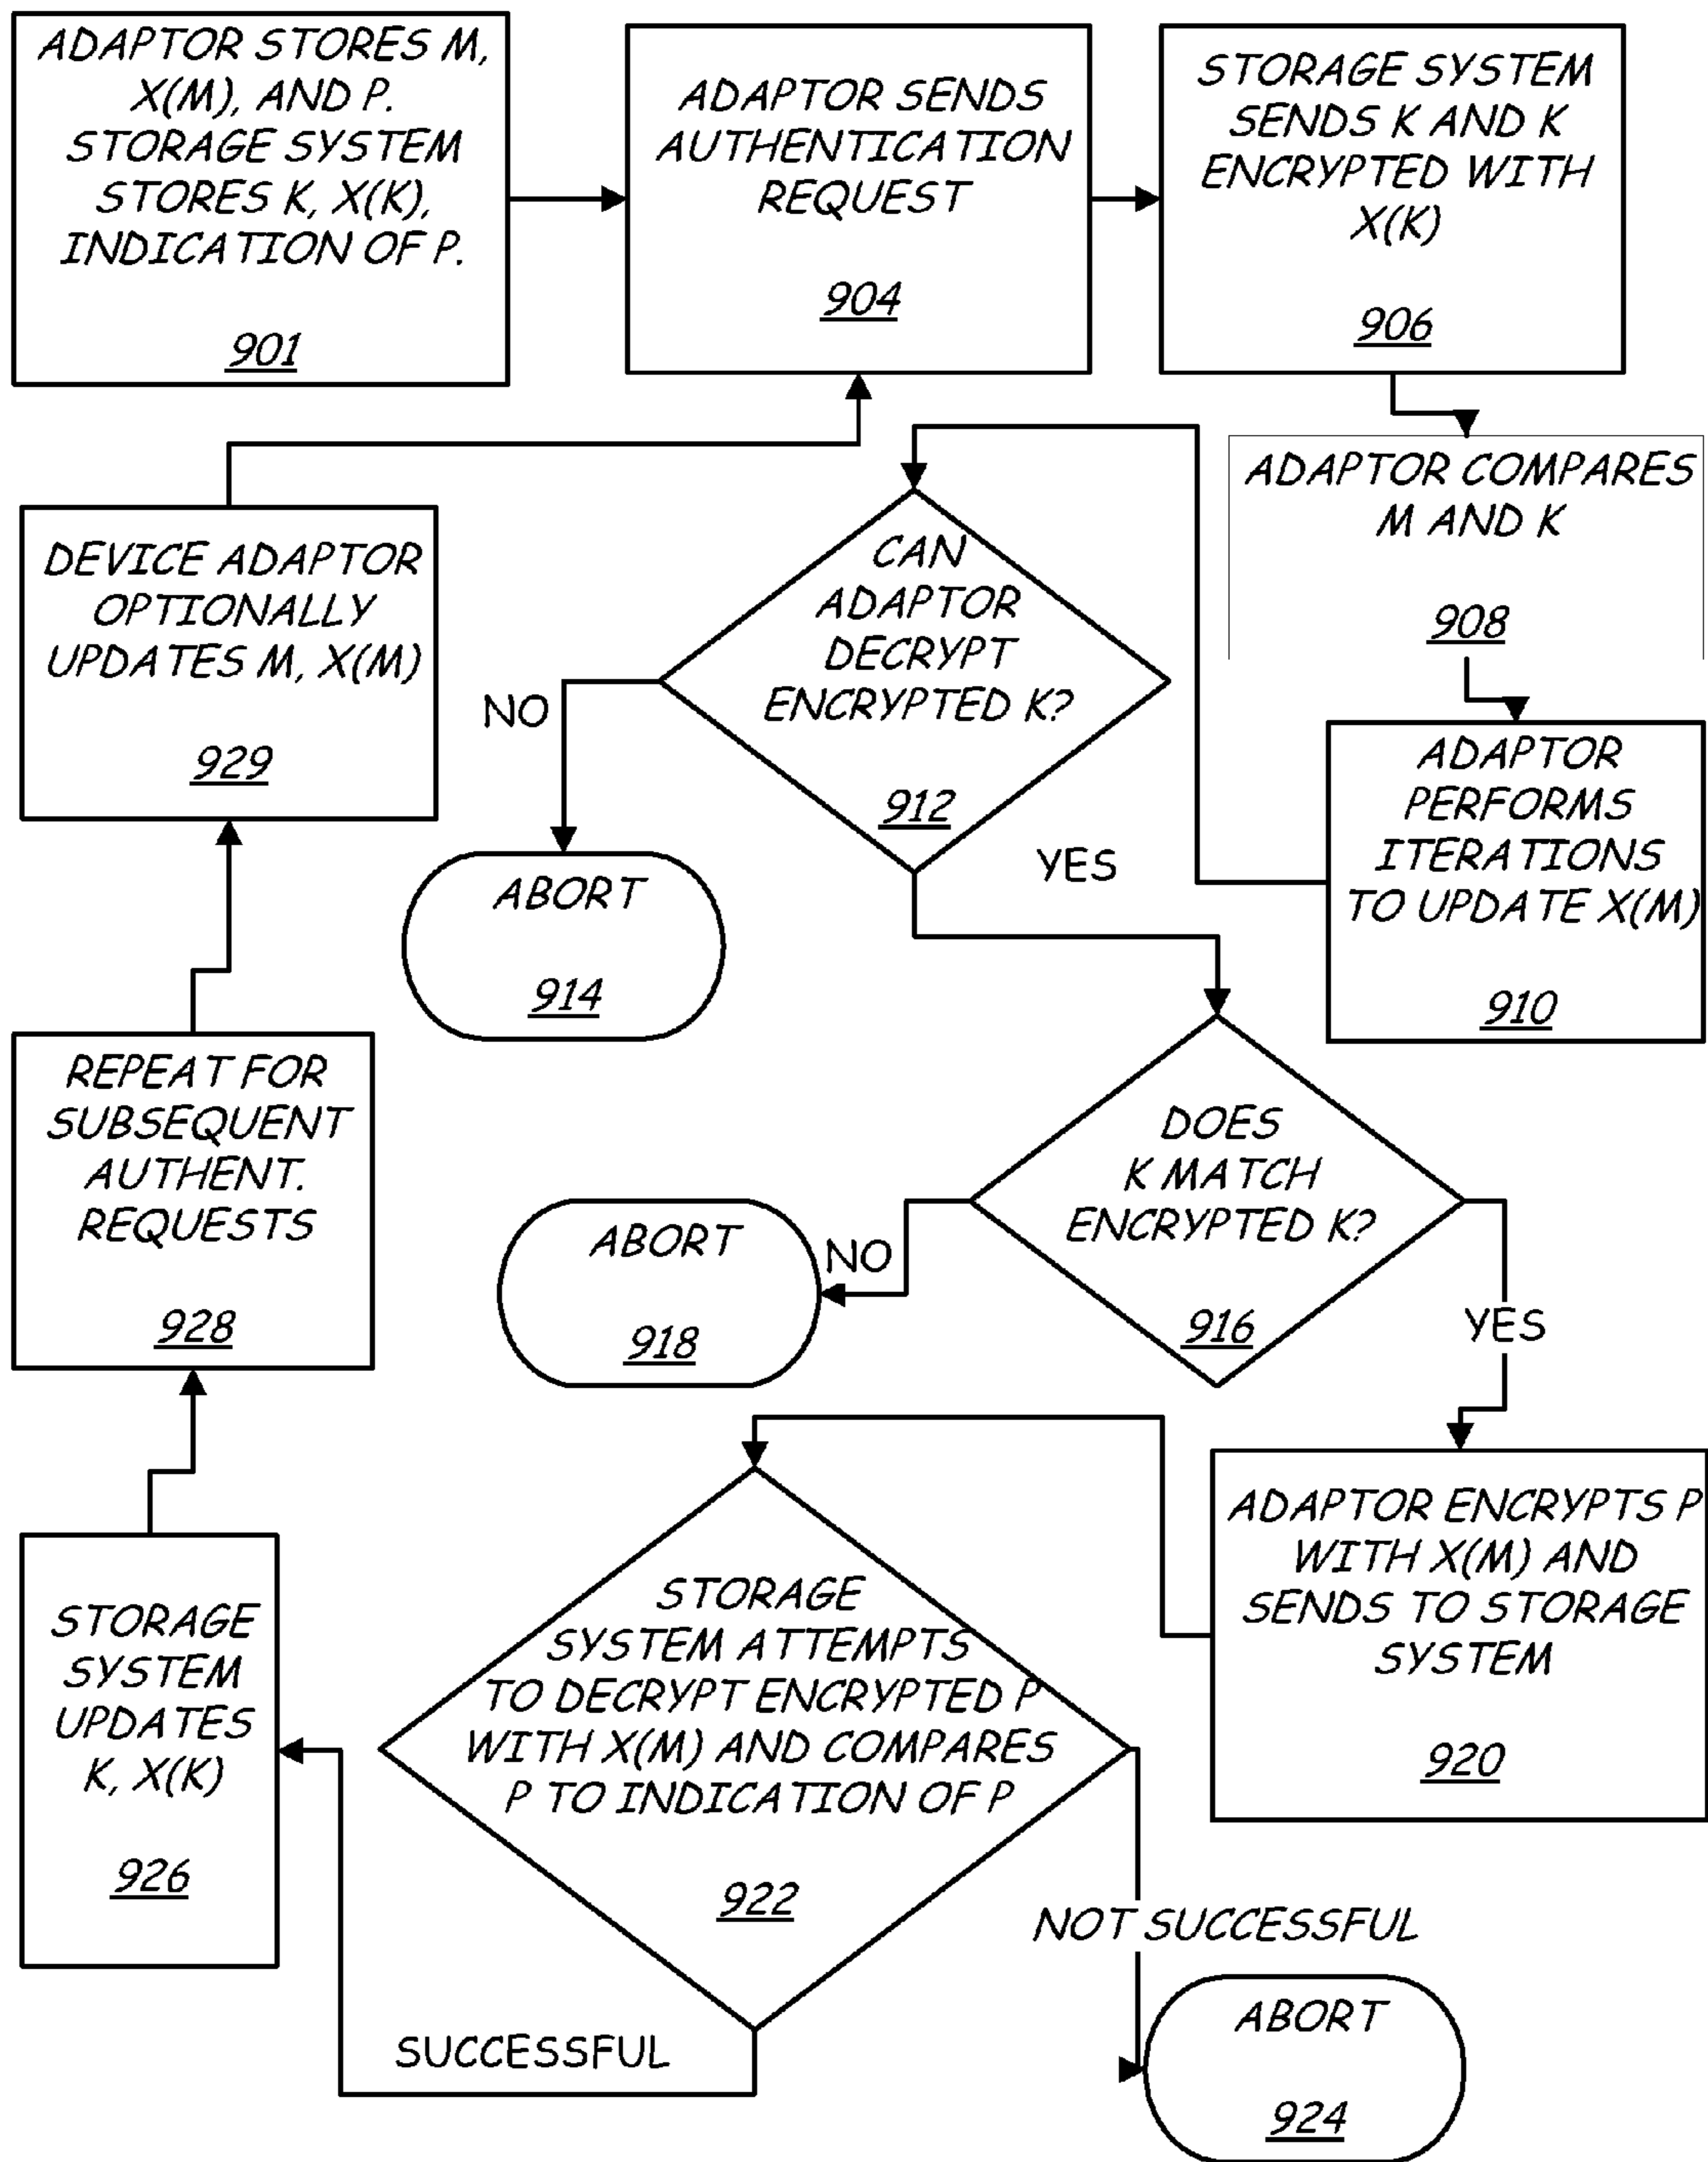 ADAPTOR STORES M,
X(M), AND P.
STORAGE SYSTEM
STORES K, X(K),
INDICATION OF P.
901
ADAPTOR SENDS
AUTHENTICATION
REQUEST
904
STORAGE SYSTEM
SENDS K AND K
ENCRYPTED WITH
X(K)
906
ADAPTOR COMPARES
M AND K
908
ADAPTOR
PERFORMS
ITERATIONS
TO UPDATE X(M)
910
CAN
ADAPTOR
DECRYPT
ENCRYPTED K?
912
NO
ABORT
914
YES
DOES
K MATCH
ENCRYPTED K?
916
NO
ABORT
918
YES
ADAPTOR ENCRYPTS P
WITH X(M) AND
SENDS TO STORAGE
SYSTEM
920
STORAGE
SYSTEM ATTEMPTS
TO DECRYPT ENCRYPTED P
WITH X(M) AND COMPARES
P TO INDICATION OF P
922
NOT SUCCESSFUL
ABORT
924
SUCCESSFUL
STORAGE
SYSTEM
UPDATES
K, X(K)
926
REPEAT FOR
SUBSEQUENT
AUTHENT.
REQUESTS
928
DEVICE ADAPTOR
OPTIONALLY
UPDATES M, X(M)
929